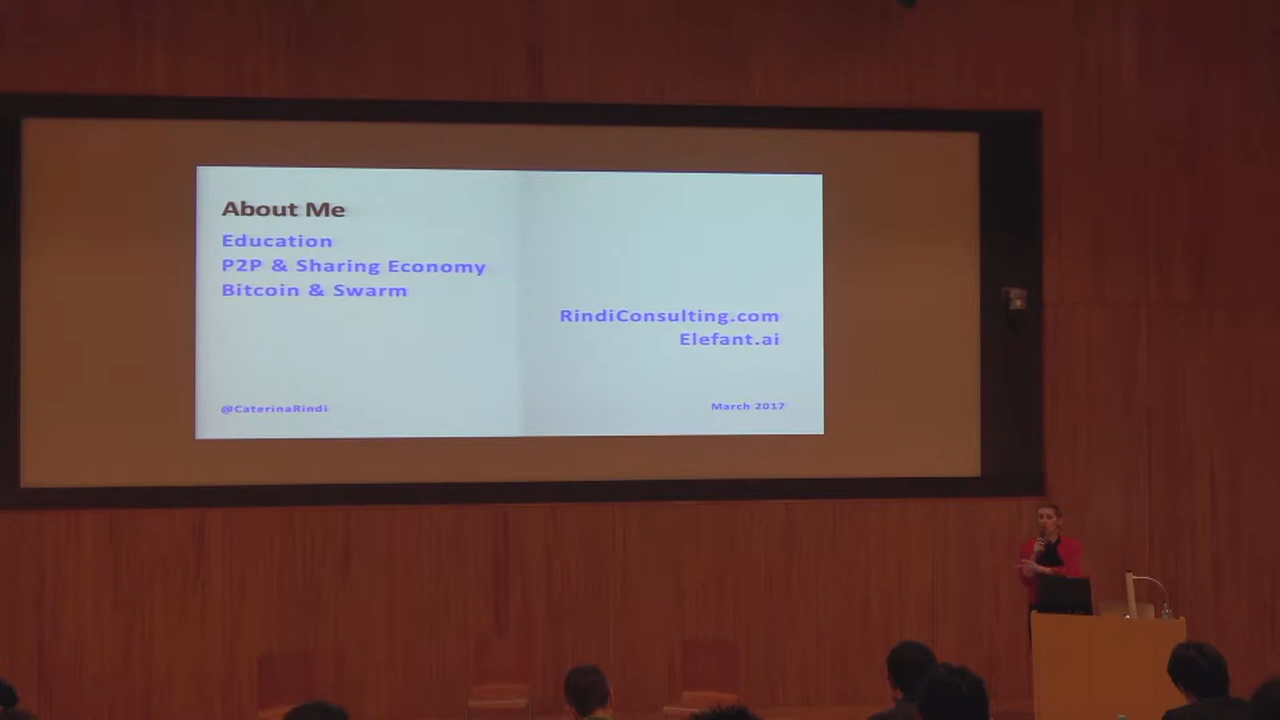 About Me
Education
P2P & Sharing Economy
Bitcoin & Swarm
RindiConsulting.com
Elefant.ai
@CaterinaRindi
March 2017